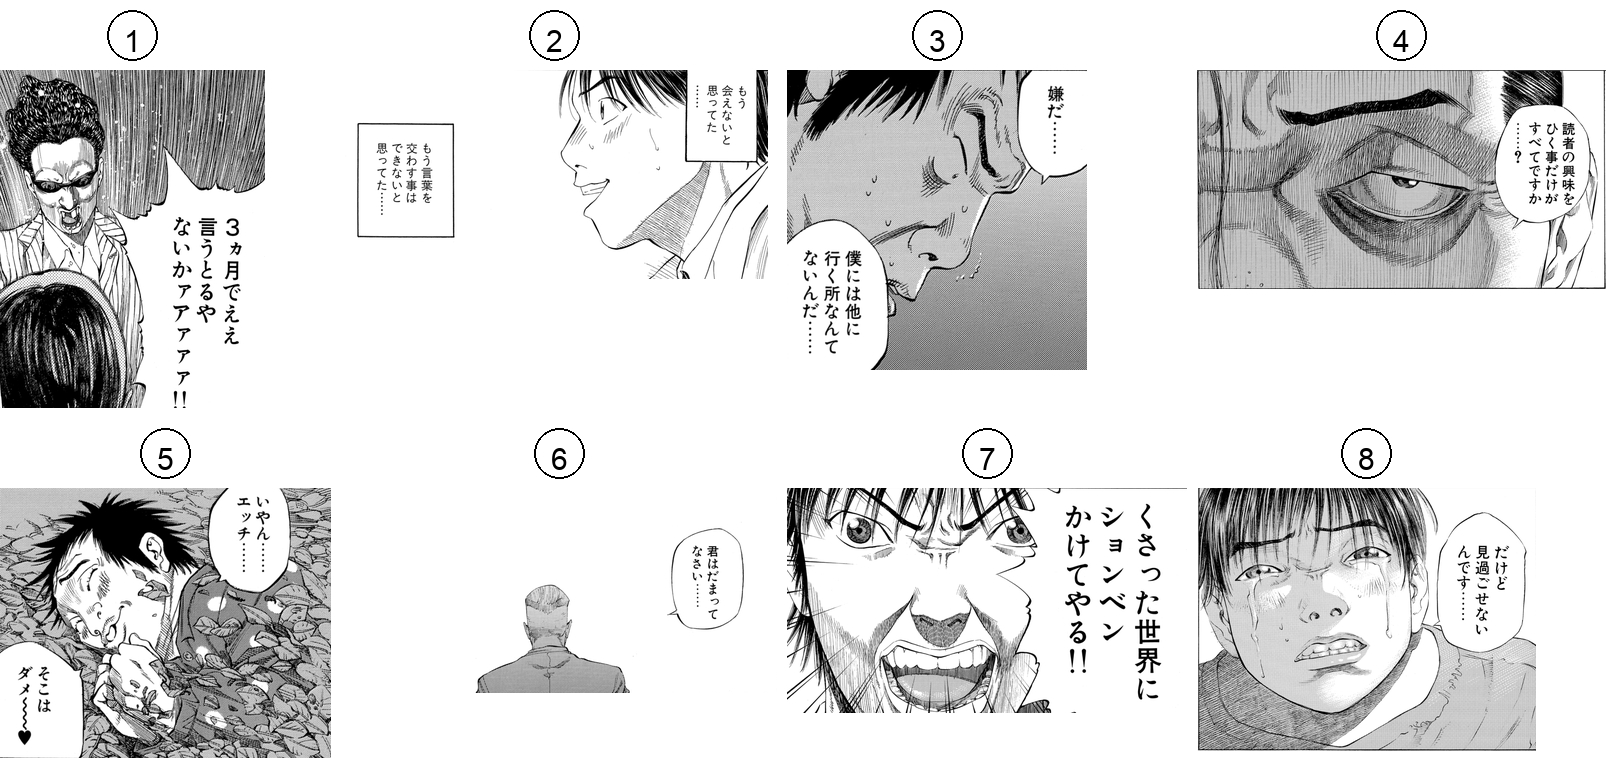 1
3ヵ月でええ
言うとるや
ないかァァァァァ!!
2
もう
会えないと
思ってた
……
もう言葉を
交わす事は
できないと
思ってた……
3
嫌だ……
僕には他に
行く所なんて
ないんだ……
4
読者の興味を
ひく事だけが
すべてですか
……?
5
いやん……
エッチ……
そこは
ダメ〜〜〜♥
6
君はだまって
なさい……
7
くさった世界に
ションベン
かけてやる!!
8
だけど
見過ごせない
んです……